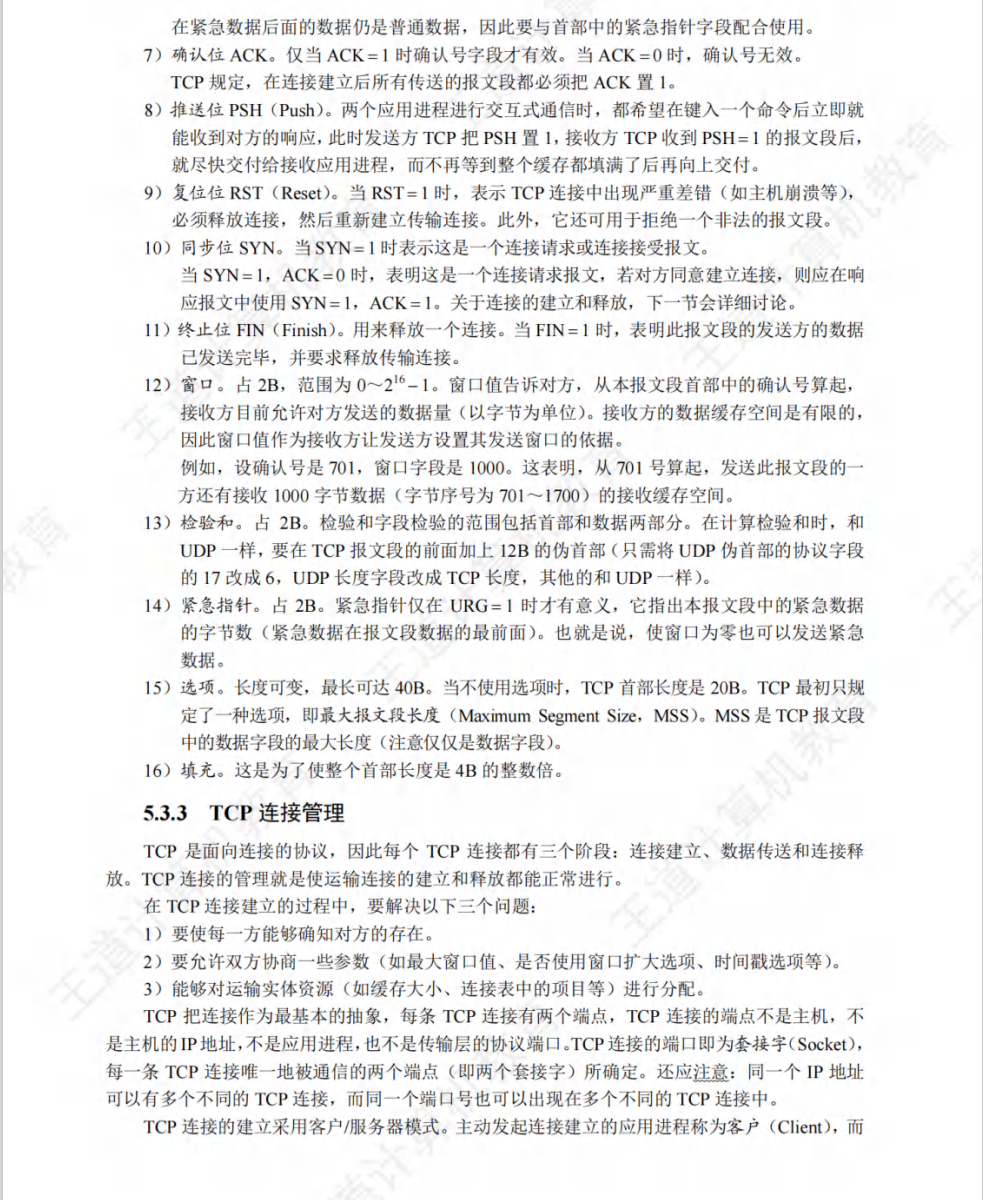 在紧急数据后面的数据仍是普通数据，因此要与首部中的紧急指针字段配合使用。
7）确认位 ACK。仅当 ACK=1 时确认号字段才有效。当 ACK=0 时，确认号无效。
TCP 规定，在连接建立后所有传送的报文段都必须把 ACK 置 1。
8）推送位 PSH（Push）。两个应用进程进行交互式通信时，都希望在键入一个命令后立即就
能收到对方的响应，此时发送方 TCP 把 PSH 置 1，接收方 TCP 收到 PSH=1 的报文段后，
就尽快交付给接收应用进程，而不再等到整个缓存都填满了后再向上交付。
9）复位位 RST（Reset）。当 RST=1 时，表示 TCP 连接中出现严重差错（如主机崩溃等），
必须释放连接，然后重新建立传输连接。此外，它还可用于拒绝一个非法的报文段。
10）同步位 SYN。当 SYN=1 时表示这是一个连接请求或连接接受报文。
当 SYN=1，ACK=0 时，表明这是一个连接请求报文，若对方同意建立连接，则应在响
应报文中使用 SYN=1，ACK=1。关于连接的建立和释放，下一节会详细讨论。
11）终止位 FIN（Finish）。用来释放一个连接。当 FIN=1 时，表明此报文段的发送方的数据
已发送完毕，并要求释放传输连接。
12）窗口。占 2B，范围为 0～2¹⁶−1。窗口值告诉对方，从本报文段首部中的确认号算起，
接收方目前允许对方发送的数据量（以字节为单位）。接收方的数据缓存空间是有限的，
因此窗口值作为接收方让发送方设置其发送窗口的依据。
例如，设确认号是 701，窗口字段是 1000。这表明，从 701 号算起，发送此报文段的一
方还有接收 1000 字节数据（字节序号为 701～1700）的接收缓存空间。
13）检验和。占 2B。检验和字段检验的范围包括首部和数据两部分。在计算检验和时，和
UDP 一样，要在 TCP 报文段的前面加上 12B 的伪首部（只需将 UDP 伪首部的协议字段
的 17 改成 6，UDP 长度字段改成 TCP 长度，其他的和 UDP 一样）。
14）紧急指针。占 2B。紧急指针仅在 URG=1 时才有意义，它指出本报文段中的紧急数据
的字节数（紧急数据在报文段数据的最前面）。也就是说，使窗口为零也可以发送紧急
数据。
15）选项。长度可变，最长可达 40B。当不使用选项时，TCP 首部长度是 20B。TCP 最初只规
定了一种选项，即最大报文段长度（Maximum Segment Size，MSS）。MSS 是 TCP 报文段
中的数据字段的最大长度（注意仅仅是数据字段）。
16）填充。这是为了使整个首部长度是 4B 的整数倍。
5.3.3 TCP 连接管理
TCP 是面向连接的协议，因此每个 TCP 连接都有三个阶段：连接建立、数据传送和连接释
放。TCP 连接的管理就是使运输连接的建立和释放都能正常进行。
在 TCP 连接建立的过程中，要解决以下三个问题：
1）要使每一方能够确知对方的存在。
2）要允许双方协商一些参数（如最大窗口值、是否使用窗口扩大选项、时间戳选项等）。
3）能够对运输实体资源（如缓存大小、连接表中的项目等）进行分配。
TCP 把连接作为最基本的抽象，每条 TCP 连接有两个端点，TCP 连接的端点不是主机，不
是主机的 IP 地址，不是应用进程，也不是传输层的协议端口。TCP 连接的端口即为套接字（Socket），
每一条 TCP 连接唯一地被通信的两个端点（即两个套接字）所确定。还应注意：同一个 IP 地址
可以有多个不同的 TCP 连接，而同一个端口号也可以出现在多个不同的 TCP 连接中。
TCP 连接的建立采用客户/服务器模式。主动发起连接建立的应用进程称为客户（Client），而
王道计算机教育
王道计算机教育
王道计算机教育